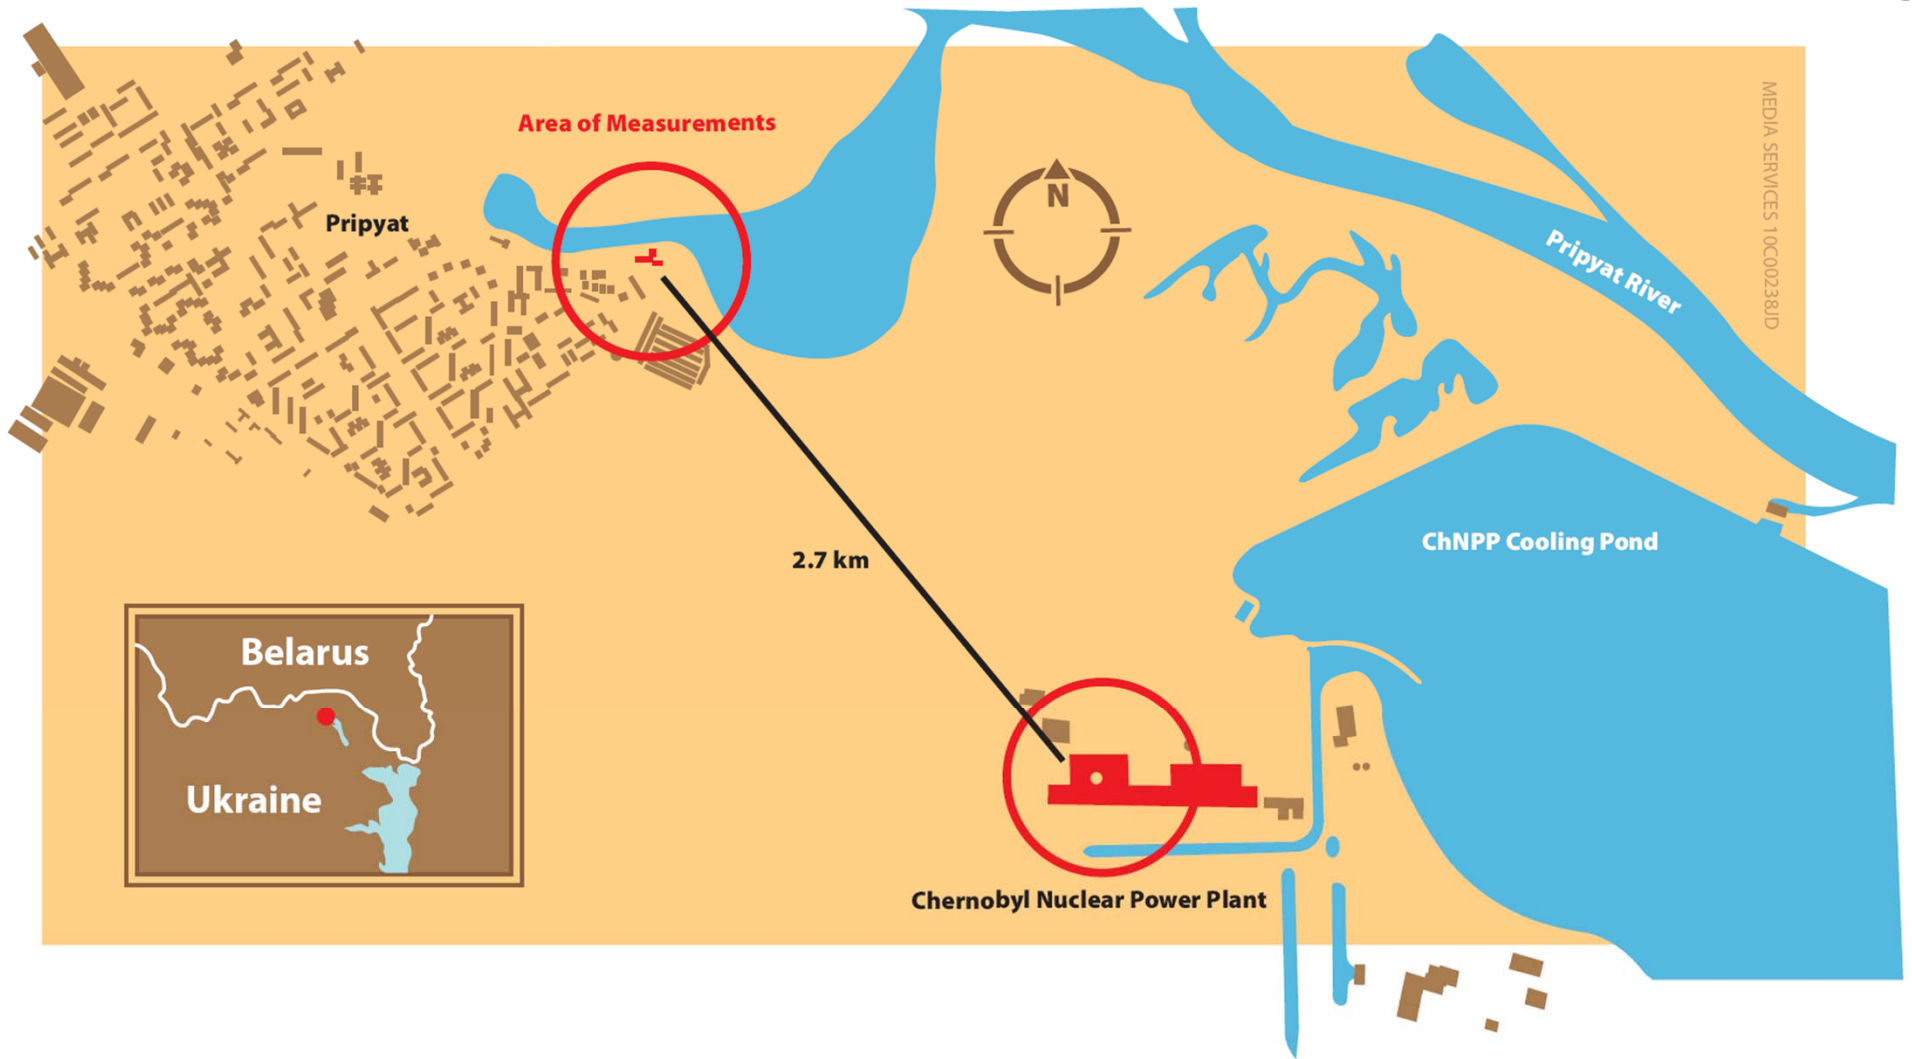 Area of Measurements
Pripyat
N
Pripyat River
MEDIA SERVICES 10C00238JD
ChNPP Cooling Pond
2.7 km
Belarus
Ukraine
Chernobyl Nuclear Power Plant